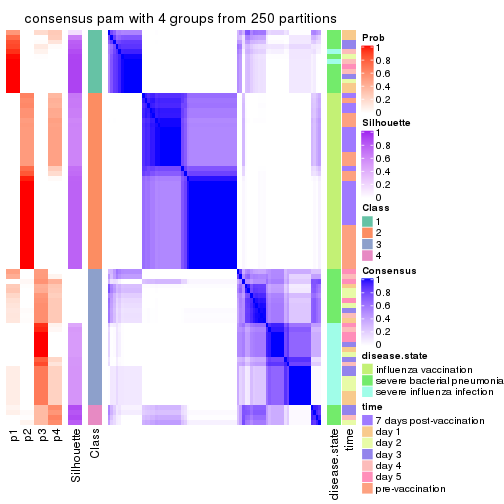 consensus pam with 4 groups from 250 partitions
Prob
1
0.8
0.6
0.4
0.2
0
Silhouette
1
0.8
0.6
0.4
0.2
0
Class
1
2
3
4
Consensus
1
0.8
0.6
0.4
0.2
0
disease.state
influenza vaccination
severe bacterial pneumonia
severe influenza infection
time
7 days post-vaccination
day 1
day 2
day 3
day 4
day 5
pre-vaccination
p1
p2
p3
p4
Silhouette
Class
disease.state
time